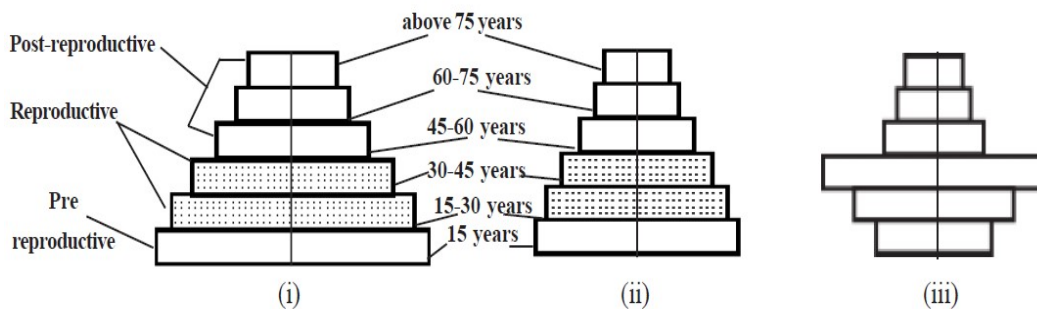 above 75 years
Post-reproductive
60-75 years
Reproductive
45-60 years
30-45 years
Pre
reproductive
15-30 years
15 years
(i)
(ii)
(iii)